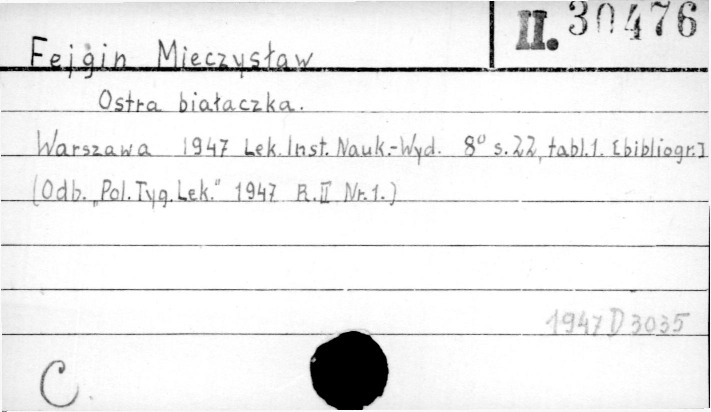 II. 30476
Fejgin Mieczysław
Ostra białaczka.
Warszawa 1947 Lek. Inst. Nauk.-Wyd. 8° s. 22, tabl. 1. [bibliogr.]
(Odb. „Pol. Tyg. Lek." 1947 R. II Nr. 1.)
1947 D 3035
C.